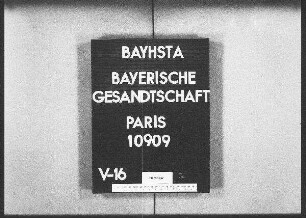 BAYHSTA
BAYERISCHE
GESANDTSCHAFT
PARIS
10909
V-16